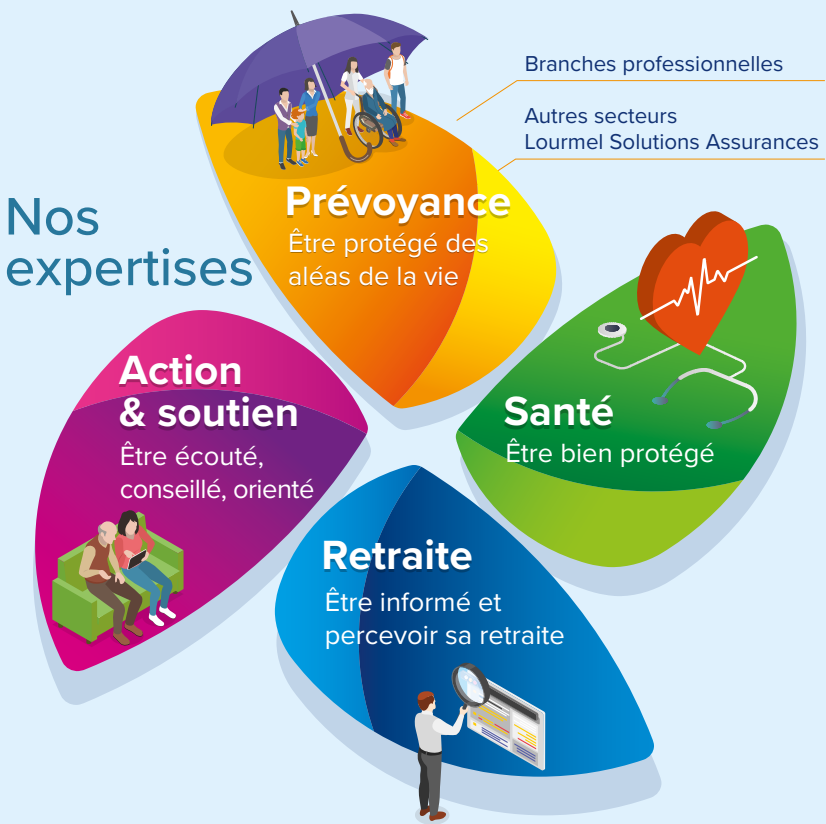 Nos
expertises
Branches professionnelles
Autres secteurs
Lourmel Solutions Assurances
Prévoyance
Être protégé des
aléas de la vie
Santé
Être bien protégé
Action
& soutien
Être écouté,
conseillé, orienté
Retraite
Être informé et
percevoir sa retraite